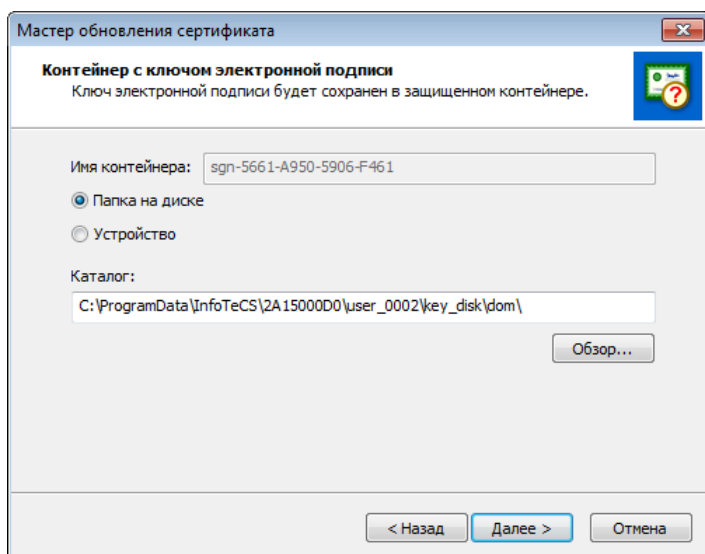 Мастер обновления сертификата
Контейнер с ключом электронной подписи
Ключ электронной подписи будет сохранен в защищенном контейнере.
Имя контейнера: sgn-5661-A950-5906-F461
Папка на диске
Устройство
Каталог:
C:\ProgramData\InfoTeCS\2A15000D0\user_0002\key_disk\dom\
Обзор...
< Назад Далее > Отмена